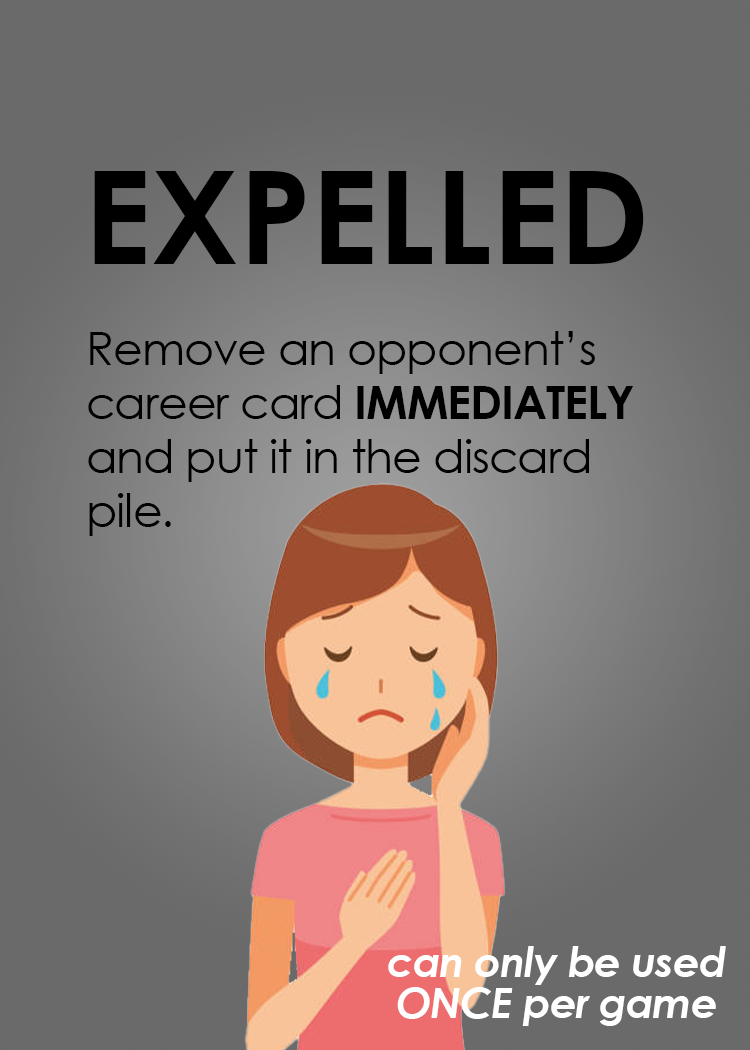 EXPELLED
Remove an opponent’s
career card IMMEDIATELY
and put it in the discard
pile.
can only be used
ONCE per game